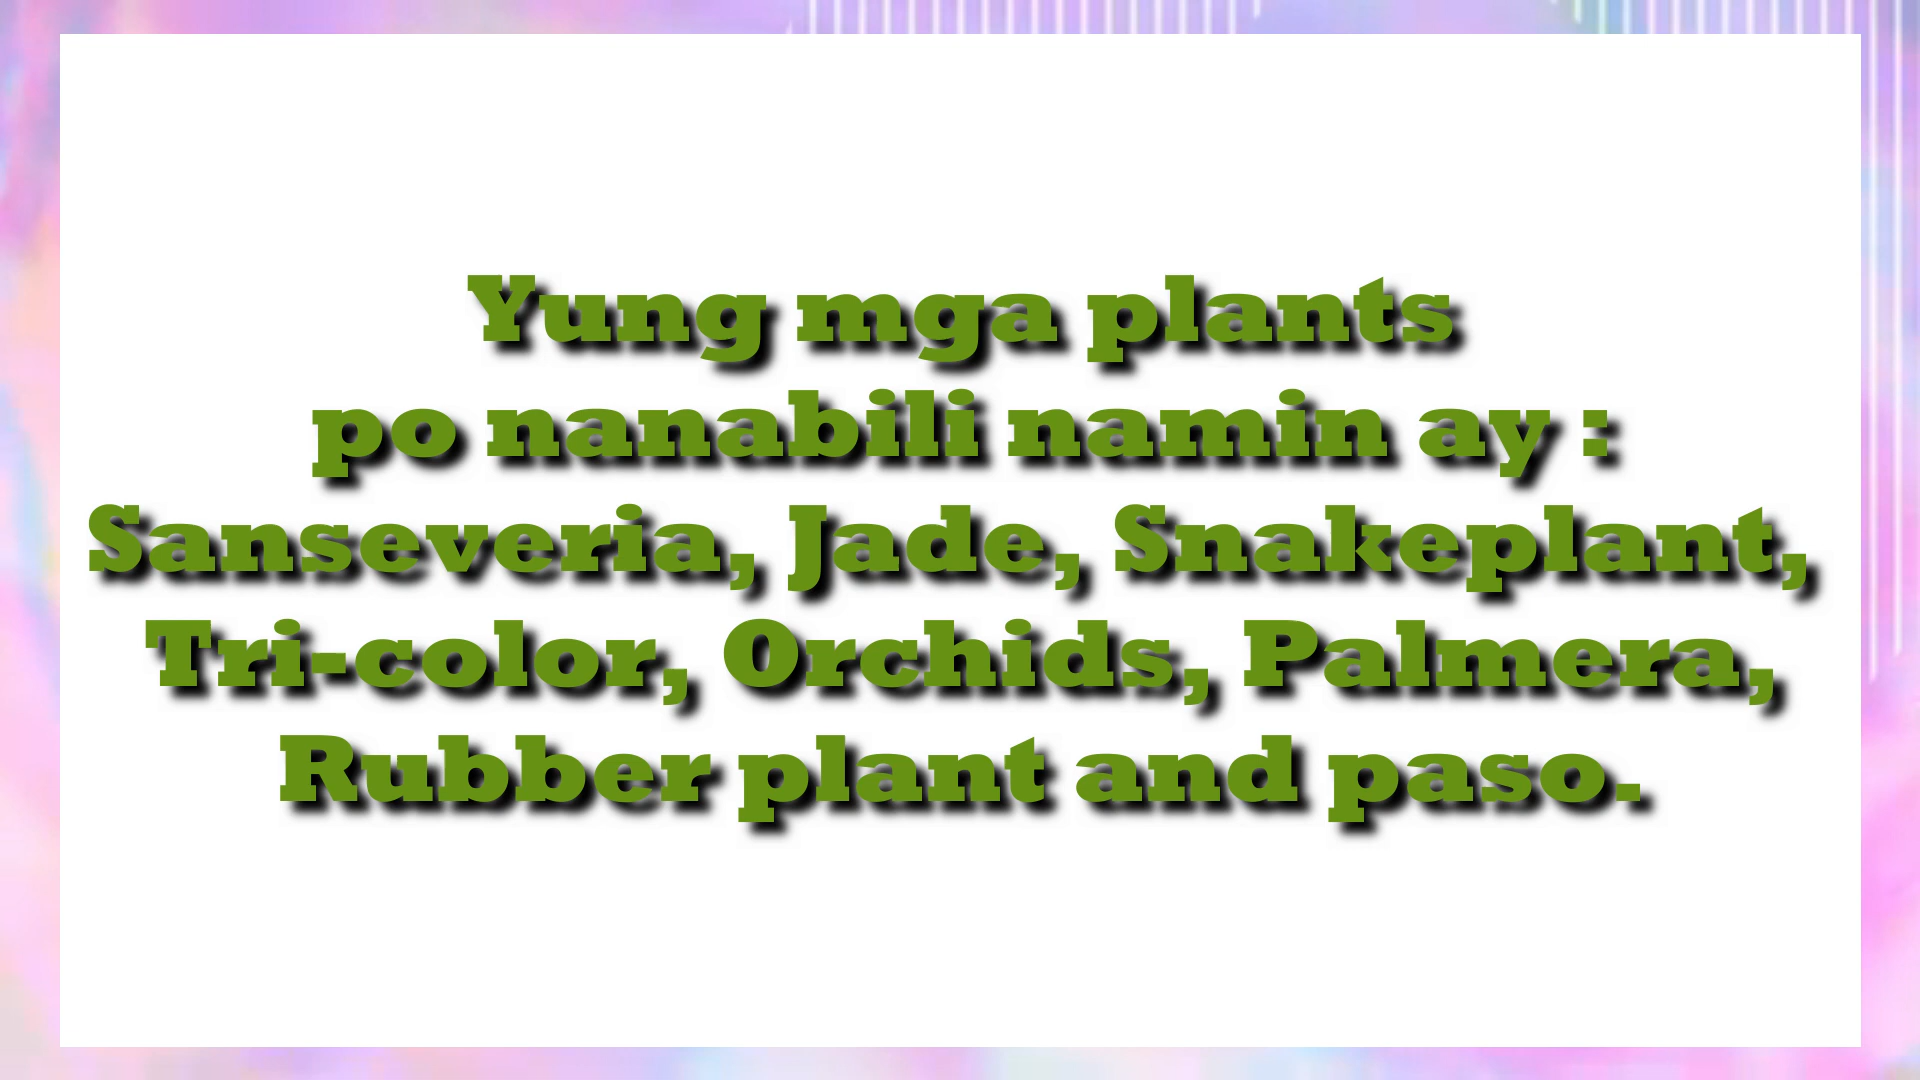 Yung mga plants
po nanabili namin ay :
Sanseveria, Jade, Snakeplant,
Tri-color, Orchids, Palmera,
Rubber plant and paso.